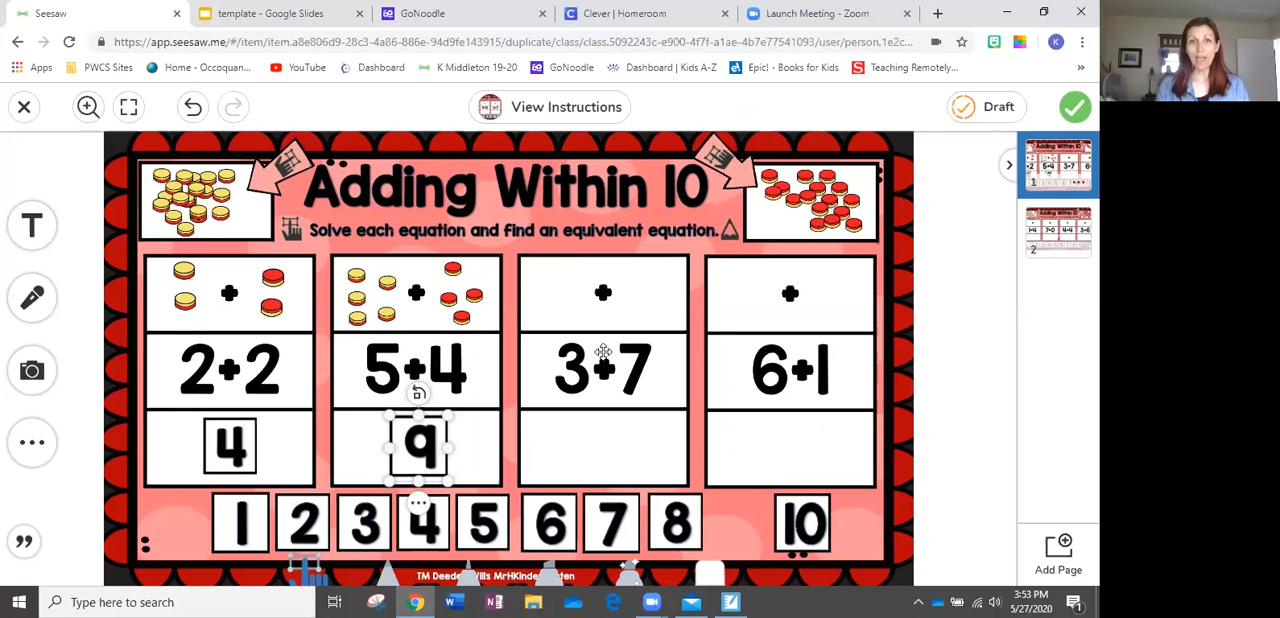 Seesaw
template - Google Slides
GoNoodle
Clever | Homeroom
Launch Meeting - Zoom
https://app.seesaw.me/#/item/item.a8e806d9-28c3-4a86-886e-94d9fe143915/duplicate/class/class.5092243c-e900-4f7f-a1ae-4b7e77541093/user/person.1e2c...
K
Apps
PWCS Sites
Home - Occoquan...
YouTube
Dashboard
K Middleton
GoNoodle
Dashboard | Kids A-Z
Epic! - Books for Kids
Teaching Remotely...
View Instructions
Draft
Adding Within 10
Solve each equation and find an equivalent equation.
+ + + +
2+2 5+4 3+7 6+1
4 9
1 2 3 4 5 6 7 8 10
T
1
2
Add Page
Type here to search
3:53 PM
5/27/2020